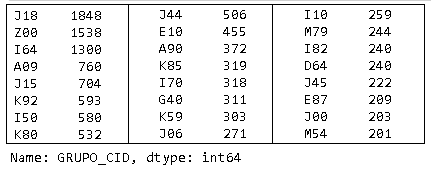 J18 1848 J44 506 I10 259
Z00 1538 E10 455 M79 244
I64 1300 A90 372 I82 240
A09 760 K85 319 D64 240
J15 704 I70 318 J45 222
K92 593 G40 311 E87 209
I50 580 K59 303 J00 203
K80 532 J06 271 M54 201
Name: GRUPO_CID, dtype: int64